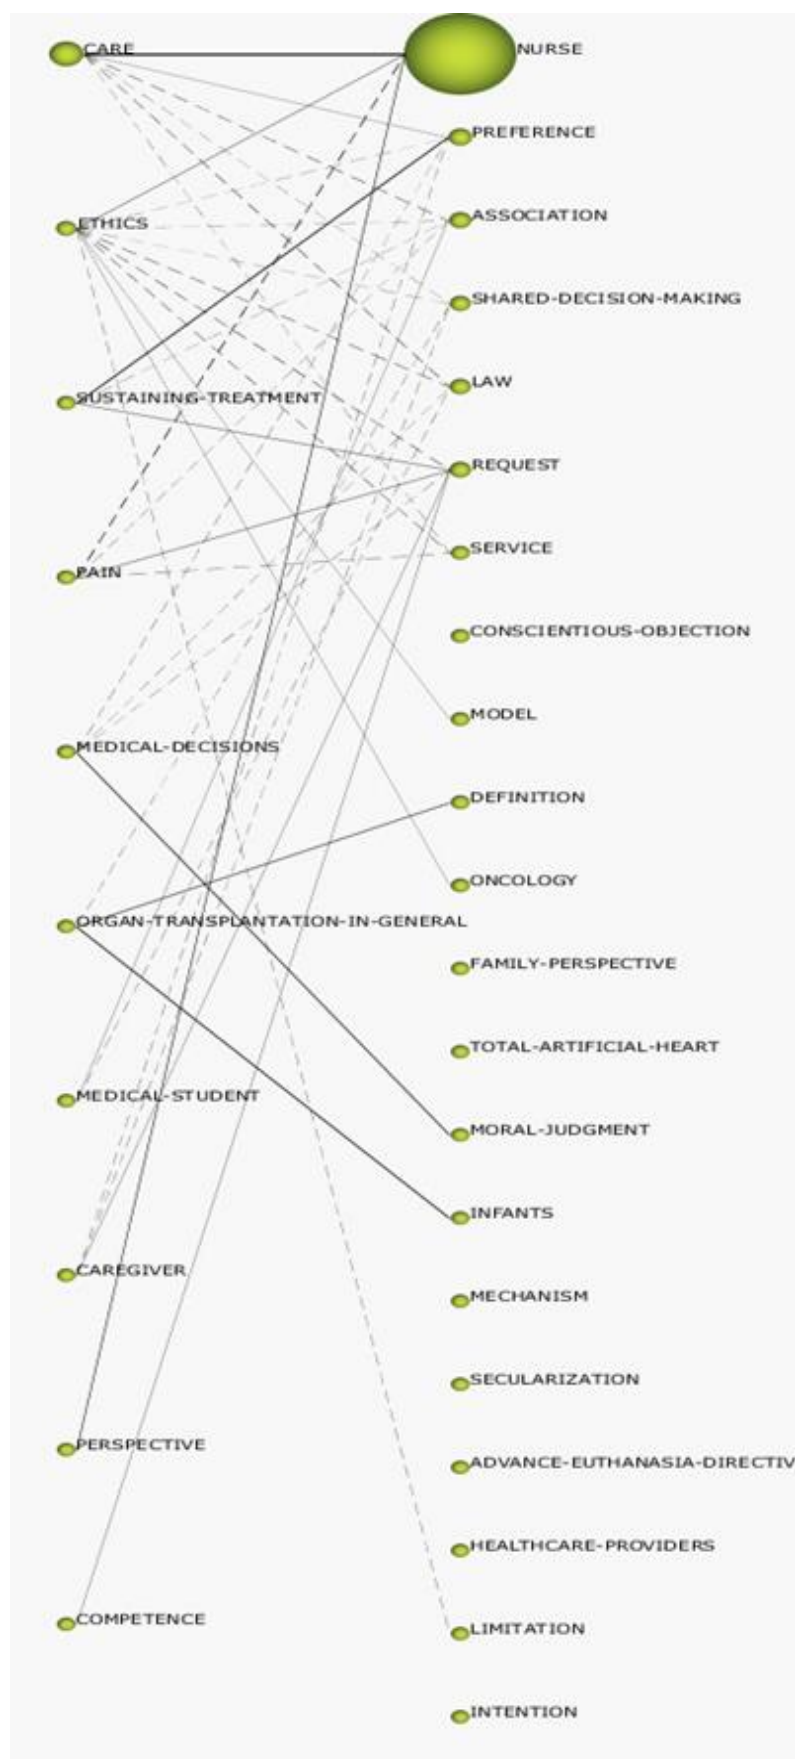 CARE
NURSE
PREFERENCE
ETHICS
ASSOCIATION
SHARED-DECISION-MAKING
LAW
SUSTAINING-TREATMENT
REQUEST
SERVICE
PAIN
CONSCIENTIOUS-OBJECTION
MODEL
MEDICAL-DECISIONS
DEFINITION
ONCOLOGY
ORGAN-TRANSPLANTATION-IN-GENERAL
FAMILY-PERSPECTIVE
TOTAL-ARTIFICIAL-HEART
MEDICAL-STUDENT
MORAL-JUDGMENT
INFANTS
CAREGIVER
MECHANISM
SECULARIZATION
PERSPECTIVE
ADVANCE-EUTHANASIA-DIRECTIV
HEALTHCARE-PROVIDERS
COMPETENCE
LIMITATION
INTENTION